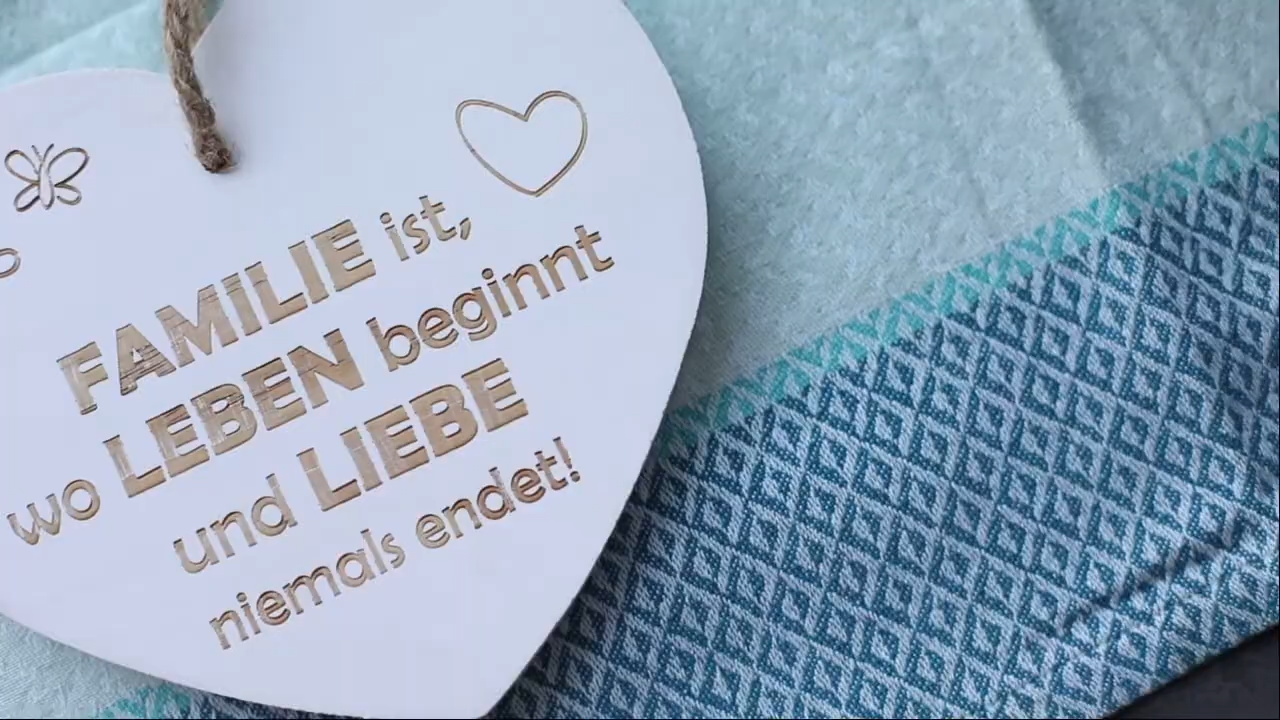 FAMILIE ist,
wo LEBEN beginnt
und LIEBE
niemals endet!